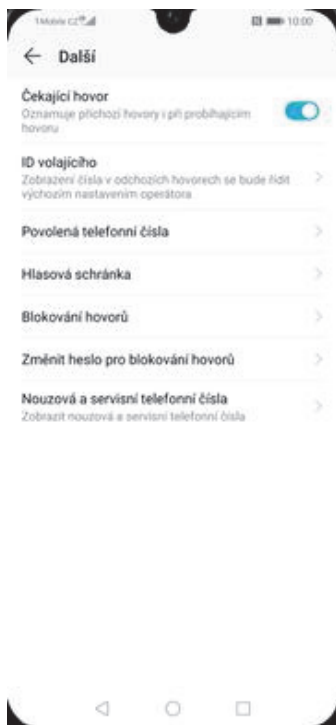 10:00
Další
Čekající hovor
Oznamuje příchozí hovory i při probíhajícím
hovoru
ID volajícího
Zobrazení čísla v odchozích hovorech se bude řídit
výchozím nastavením operátora
Povolená telefonní čísla
Hlasová schránka
Blokování hovorů
Změnit heslo pro blokování hovorů
Nouzová a servisní telefonní čísla
Zobrazit nouzová a servisní telefonní čísla